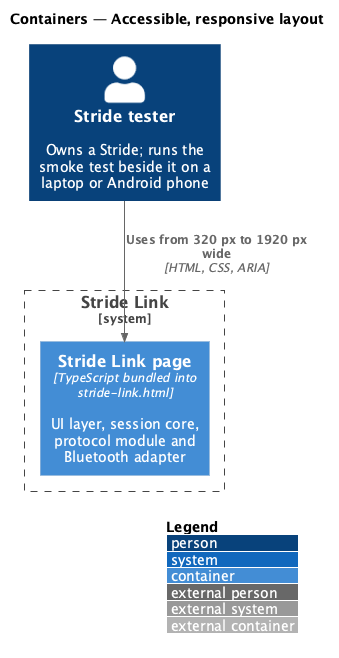 Containers — Accessible, responsive layout
Stride tester
Owns a Stride; runs the
smoke test beside it on a
laptop or Android phone
Uses from 320 px to 1920 px
wide
[HTML, CSS, ARIA]
Stride Link
[system]
Stride Link page
[TypeScript bundled into
stride-link.html]
UI layer, session core,
protocol module and
Bluetooth adapter
Legend
person
system
container
external person
external system
external container